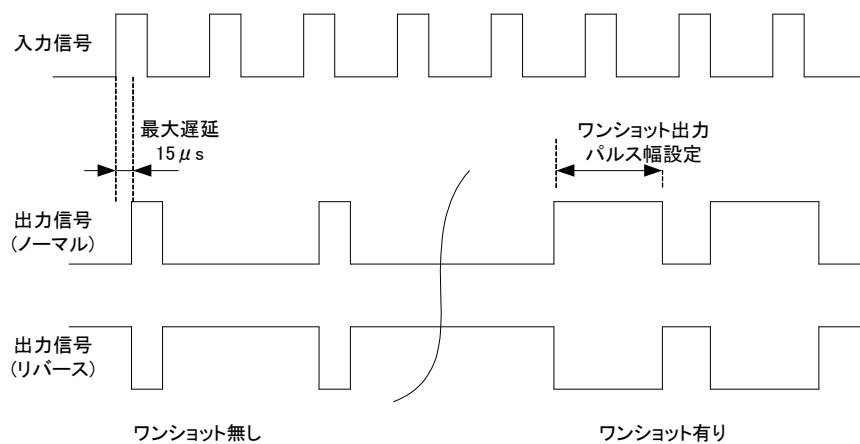 入力信号
最大遅延
15μs
ワンショット出力
パルス幅設定
出力信号
(ノーマル)
出力信号
(リバース)
ワンショット無し
ワンショット有り